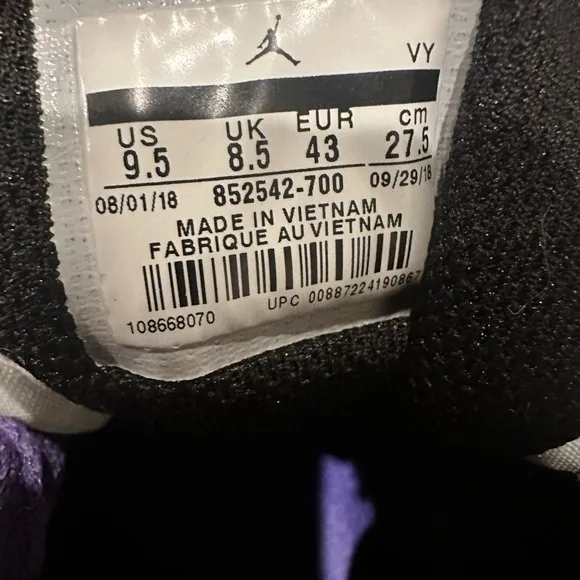 VY
US UK EUR cm
9.5 8.5 43 27.5
08/01/18 852542-700 09/29/18
MADE IN VIETNAM
FABRIQUE AU VIETNAM
108668070 UPC 00887224190867